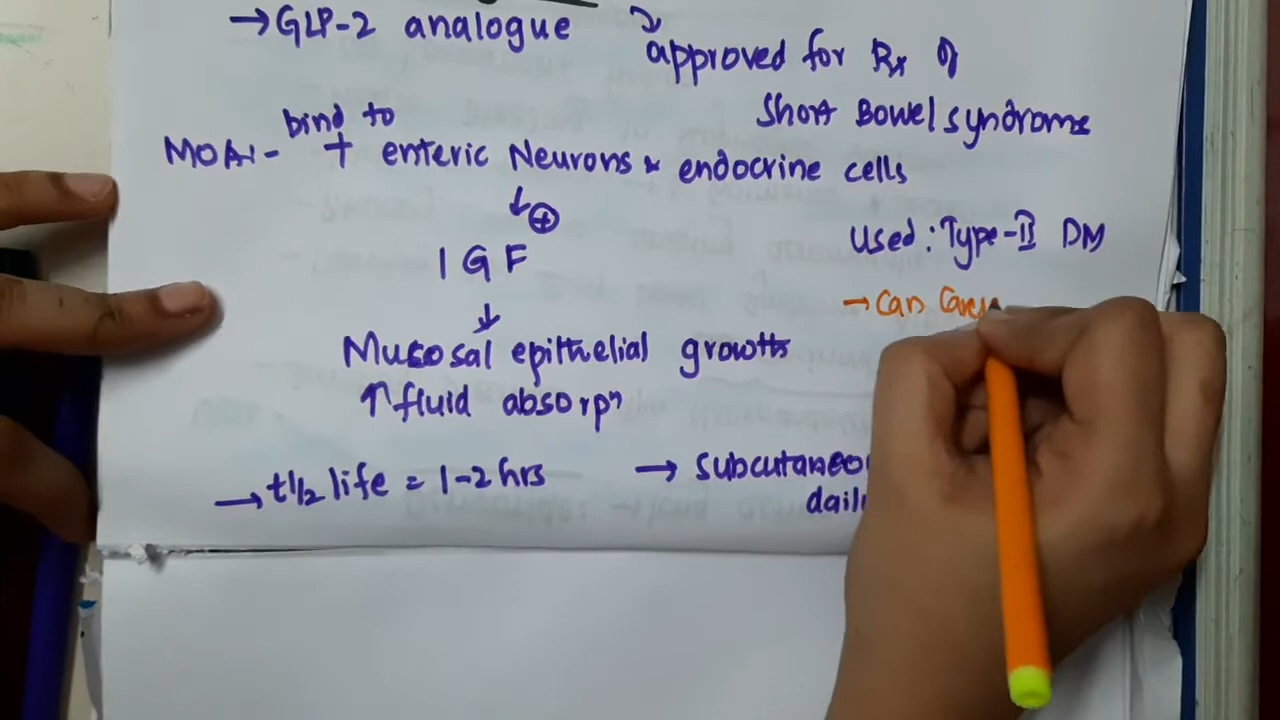 → GLP-2 analogue
approved for Rx of
Short Bowel syndrome
bind to
MOA:- + enteric Neurons & endocrine cells
↓ ⊕
IGF
Used: Type-II DM
→ Can
↓
Mucosal epithelial growth
↑ fluid absorpⁿ
→ t1/2 life = 1-2 hrs
→ subcutaneo
dail